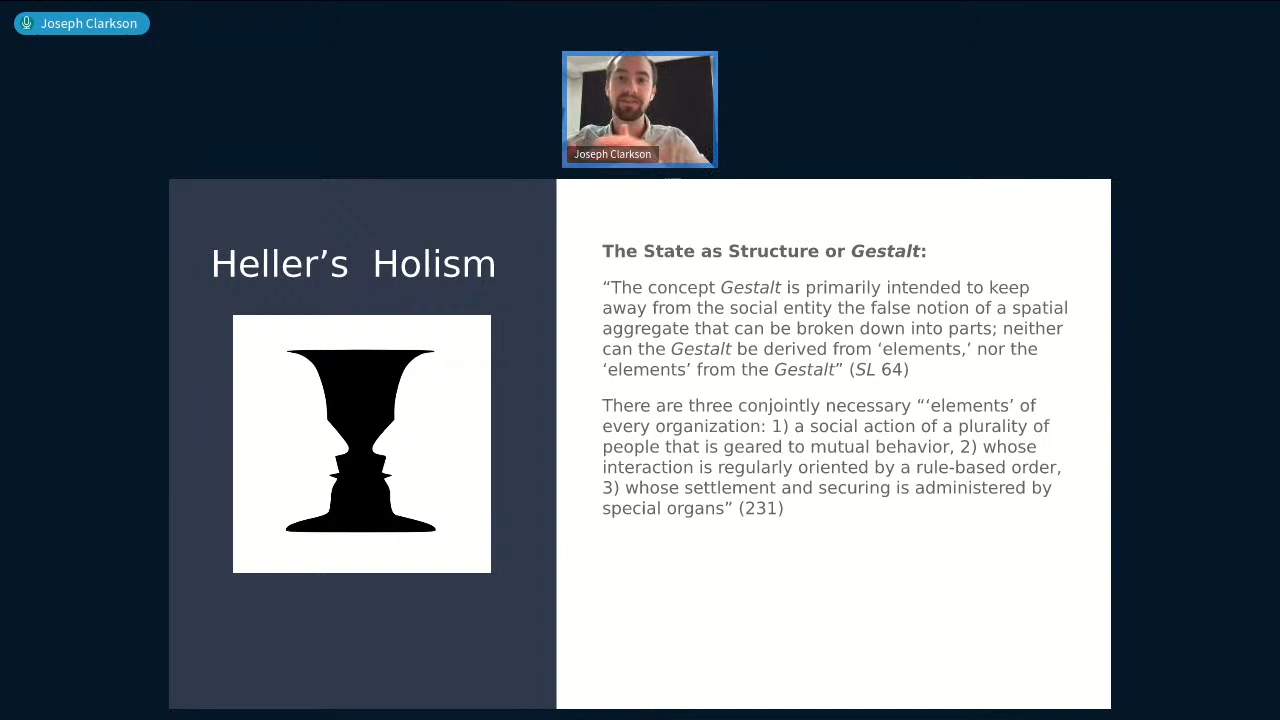 Joseph Clarkson
Joseph Clarkson
Heller’s Holism
The State as Structure or Gestalt:
“The concept Gestalt is primarily intended to keep
away from the social entity the false notion of a spatial
aggregate that can be broken down into parts; neither
can the Gestalt be derived from ‘elements,’ nor the
‘elements’ from the Gestalt” (SL 64)
There are three conjointly necessary “‘elements’ of
every organization: 1) a social action of a plurality of
people that is geared to mutual behavior, 2) whose
interaction is regularly oriented by a rule-based order,
3) whose settlement and securing is administered by
special organs” (231)